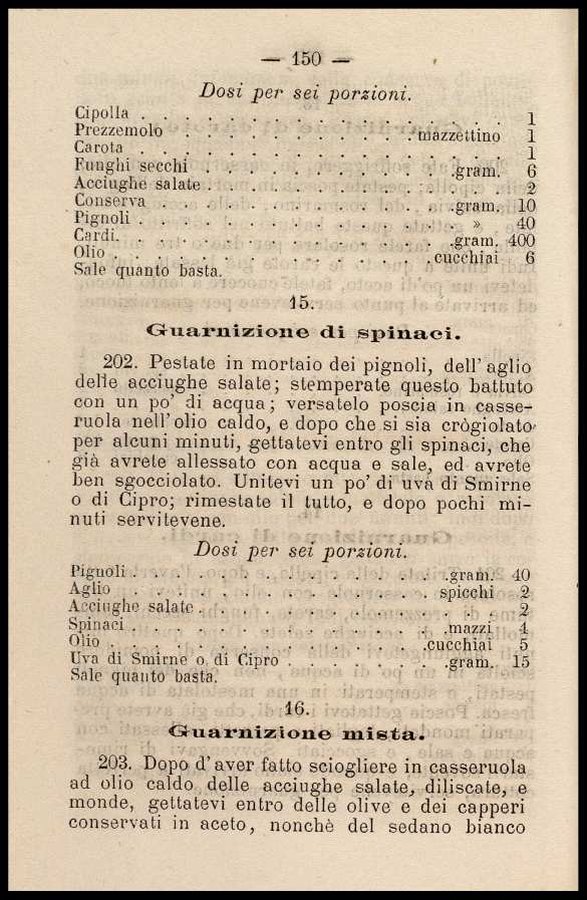 — 150 —
Dosi per sei porzioni.
Cipolla . . . . . . . . . . . . . 1
Prezzemolo . . . . . . . . . mazzettino 1
Carota . . . . . . . . . . . . . 1
Funghi secchi . . . . . . . . . gram. 6
Acciughe salate . . . . . . . . . . 2
Conserva . . . . . . . . . . gram. 10
Pignoli . . . . . . . . . . . » 40
Cardi. . . . . . . . . . . . gram. 400
Olio . . . . . . . . . . . cucchiai 6
Sale quanto basta.
15.
Guarnizione di spinaci.
202. Pestate in mortaio dei pignoli, dell' aglio
delle acciughe salate; stemperate questo battuto
con un po' di acqua; versatelo poscia in casse-
ruola nell'olio caldo, e dopo che si sia crògiolato
per alcuni minuti, gettatevi entro gli spinaci, che
già avrete allessato con acqua e sale, ed avrete
ben sgocciolato. Unitevi un po' di uva di Smirne
o di Cipro; rimestate il tutto, e dopo pochi mi-
nuti servitevene.
Dosi per sei porzioni.
Pignoli . . . . . . . . . . gram. 40
Aglio . . . . . . . . . . . spicchi 2
Acciughe salate . . . . . . . . . . 2
Spinaci . . . . . . . . . . . mazzi 4
Olio . . . . . . . . . . . cucchiai 5
Uva di Smirne o di Cipro . . . . . gram. 15
Sale quanto basta.
16.
Guarnizione mista.
203. Dopo d' aver fatto sciogliere in casseruola
ad olio caldo delle acciughe salate, diliscate, e
monde, gettatevi entro delle olive e dei capperi
conservati in aceto, nonchè del sedano bianco